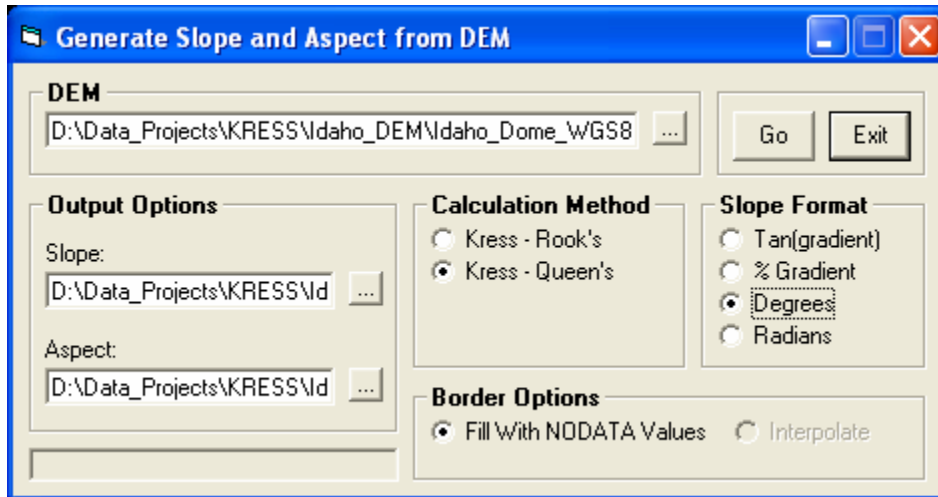 Generate Slope and Aspect from DEM
DEM
D:\Data_Projects\KRESS\Idaho_DEM\Idaho_Dome_WGS8
...
Go
Exit
Output Options
Slope:
D:\Data_Projects\KRESS\Id
...
Aspect:
D:\Data_Projects\KRESS\Id
...
Calculation Method
Kress - Rook's
Kress - Queen's
Slope Format
Tan(gradient)
% Gradient
Degrees
Radians
Border Options
Fill With NODATA Values
Interpolate